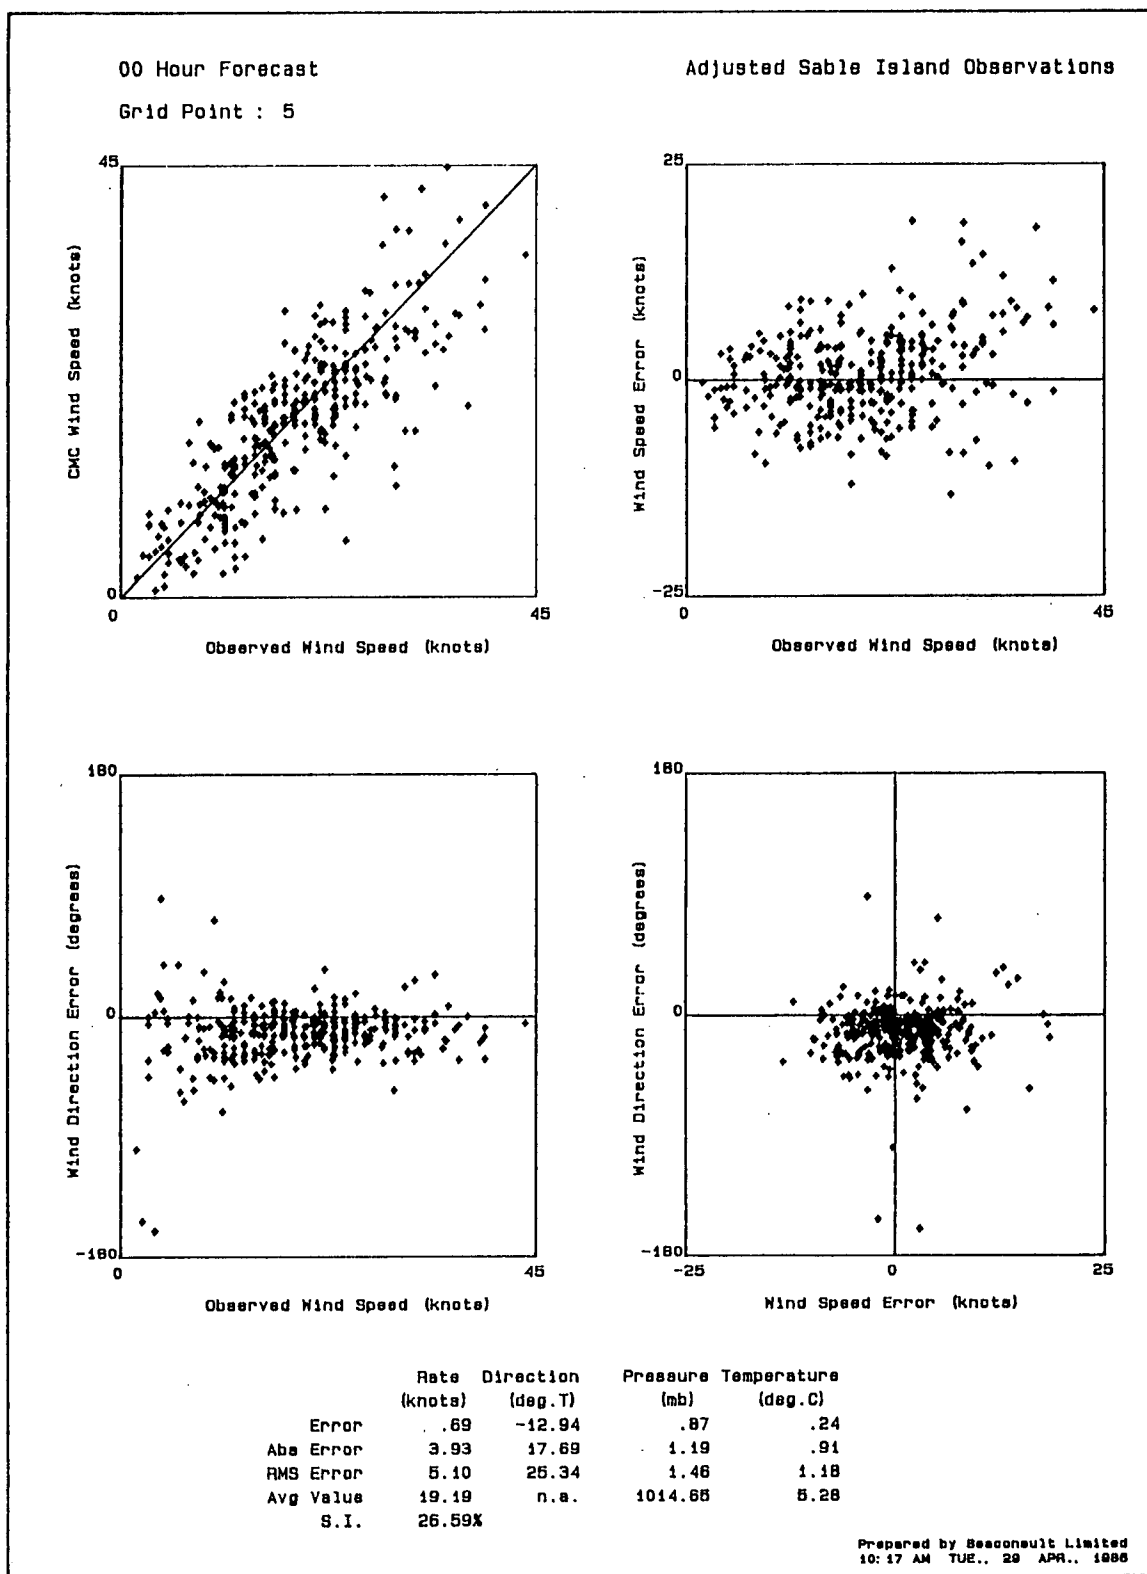 00 Hour Forecast
Adjusted Sable Island Observations
Grid Point : 5
45
CMC Wind Speed (knots)
0
0
45
Observed Wind Speed (knots)
25
Wind Speed Error (knots)
0
-25
0
45
Observed Wind Speed (knots)
180
Wind Direction Error (degrees)
0
-180
0
45
Observed Wind Speed (knots)
180
Wind Direction Error (degrees)
0
-180
-25
0
25
Wind Speed Error (knots)
Rate Direction Pressure Temperature
(knots) (deg.T) (mb) (deg.C)
Error .69 -12.94 .87 .24
Abs Error 3.93 17.69 1.19 .91
RMS Error 5.10 25.34 1.46 1.18
Avg Value 19.19 n.a. 1014.65 5.28
S.I. 26.59%
Prepared by Seaconsult Limited
10:17 AM TUE., 29 APR., 1986